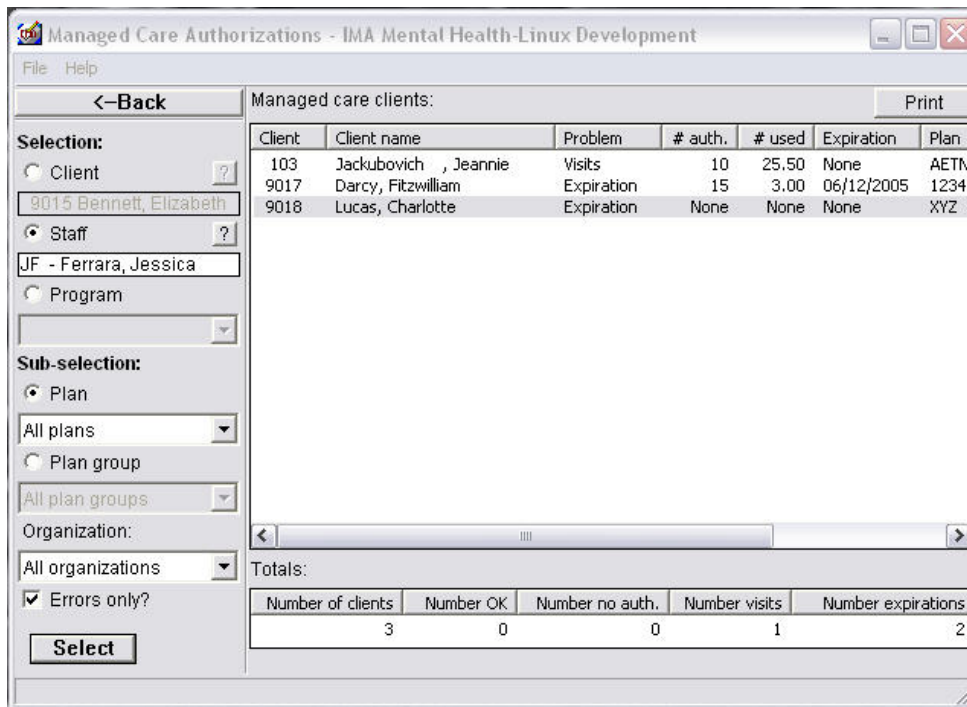 Managed Care Authorizations - IMA Mental Health-Linux Development
File Help
<--Back
Selection:
Client ?
9015 Bennett, Elizabeth
Staff ?
JF - Ferrara, Jessica
Program
Sub-selection:
Plan
All plans
Plan group
All plan groups
Organization:
All organizations
Errors only?
Select
Managed care clients: Print
Client Client name Problem # auth. # used Expiration Plan
103 Jackubovich , Jeannie Visits 10 25.50 None AETN
9017 Darcy, Fitzwilliam Expiration 15 3.00 06/12/2005 1234
9018 Lucas, Charlotte Expiration None None None XYZ
Totals:
Number of clients Number OK Number no auth. Number visits Number expirations
3 0 0 1 2